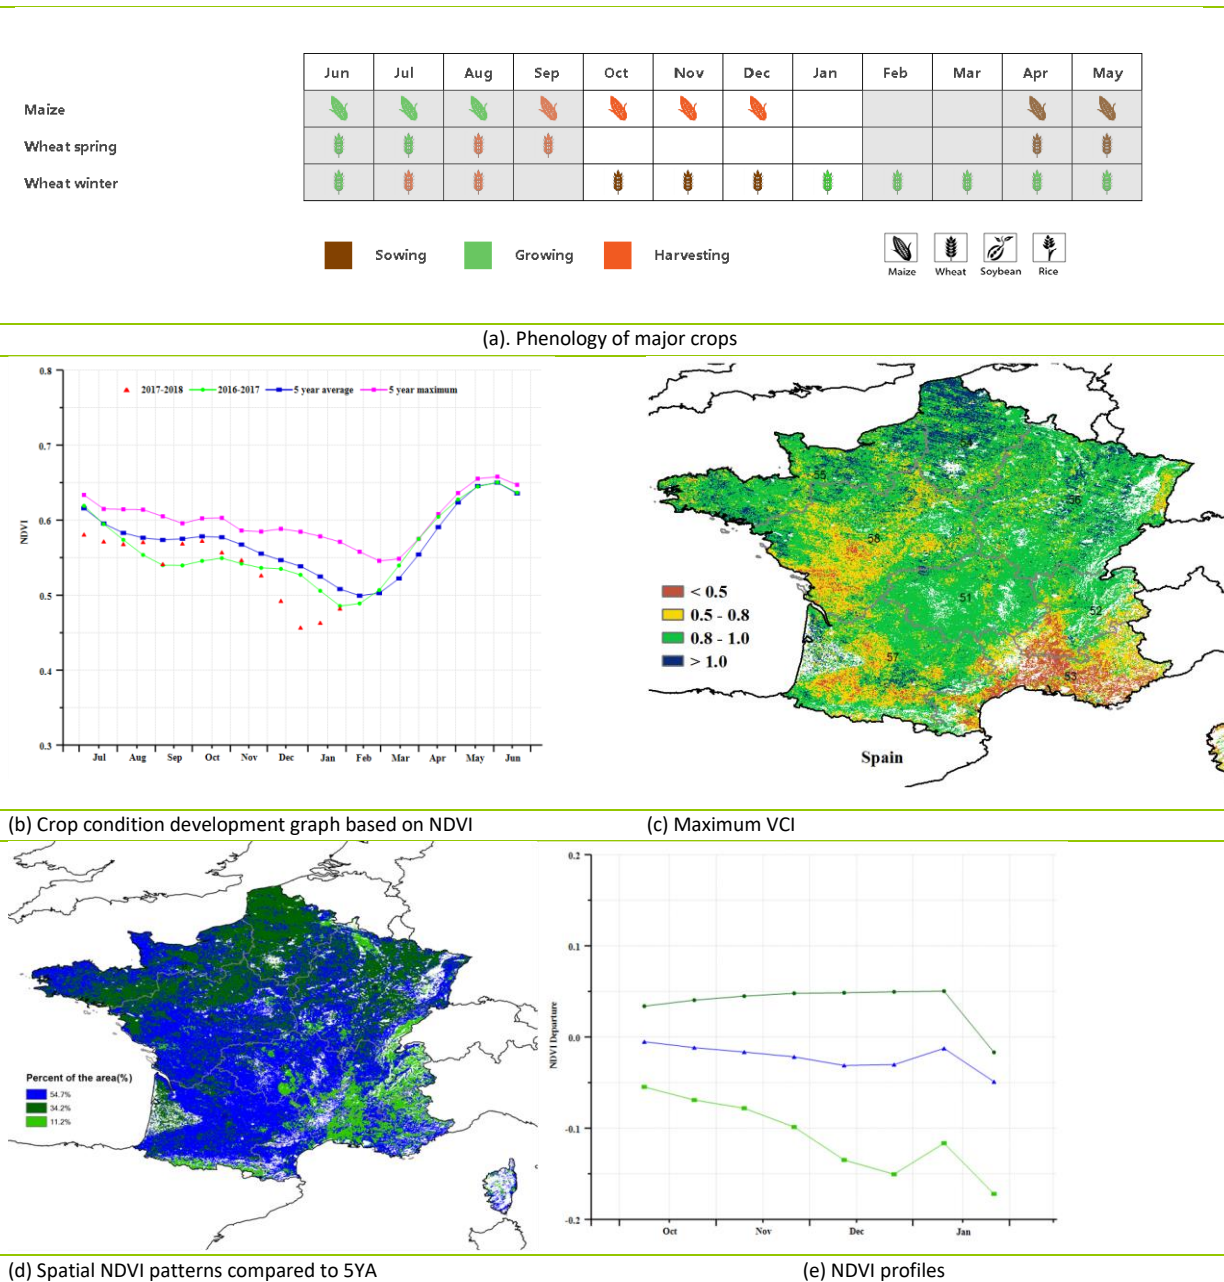 Jun Jul Aug Sep Oct Nov Dec Jan Feb Mar Apr May
Maize
Wheat spring
Wheat winter
Sowing Growing Harvesting
Maize Wheat Soybean Rice
(a). Phenology of major crops
0.8
2017-2018 2016-2017 5 year average 5 year maximum
0.7
0.6
NDVI
0.5
0.4
0.3
Jul Aug Sep Oct Nov Dec Jan Feb Mar Apr May Jun
55
56
58
51
52
57
53
< 0.5
0.5 - 0.8
0.8 - 1.0
> 1.0
Spain
(b) Crop condition development graph based on NDVI (c) Maximum VCI
Percent of the area(%)
54.7%
34.2%
11.2%
0.2
0.1
0.0
NDVI Departure
-0.1
-0.2
Oct Nov Dec Jan
(d) Spatial NDVI patterns compared to 5YA (e) NDVI profiles